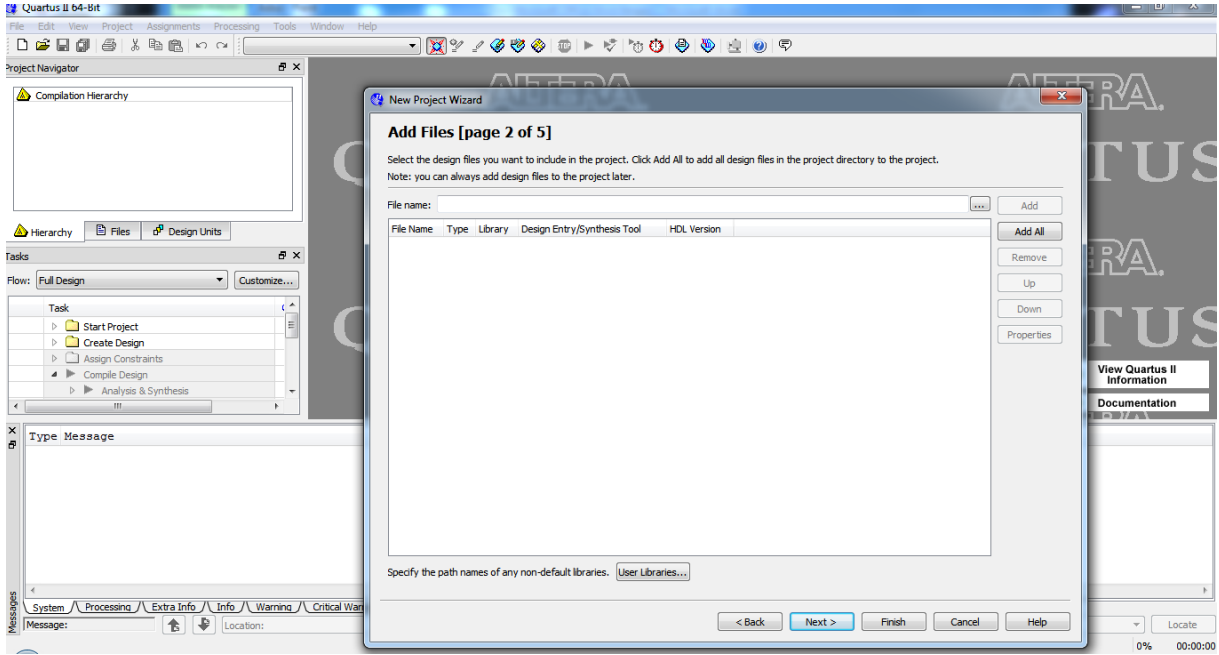 Quartus II 64-Bit
File Edit View Project Assignments Processing Tools Window Help
Project Navigator
Compilation Hierarchy
Hierarchy Files Design Units
Tasks
Flow: Full Design Customize...
Task
Start Project
Create Design
Assign Constraints
Compile Design
Analysis & Synthesis
ALTERA
New Project Wizard
Add Files [page 2 of 5]
Select the design files you want to include in the project. Click Add All to add all design files in the project directory to the project.
Note: you can always add design files to the project later.
File name: ... Add
File Name Type Library Design Entry/Synthesis Tool HDL Version
Add All
Remove
Up
Down
Properties
Specify the path names of any non-default libraries. User Libraries...
< Back Next > Finish Cancel Help
View Quartus II
Information
Documentation
Type Message
System Processing Extra Info Info Warning Critical War
Messages
Message: Location: Locate
0% 00:00:00